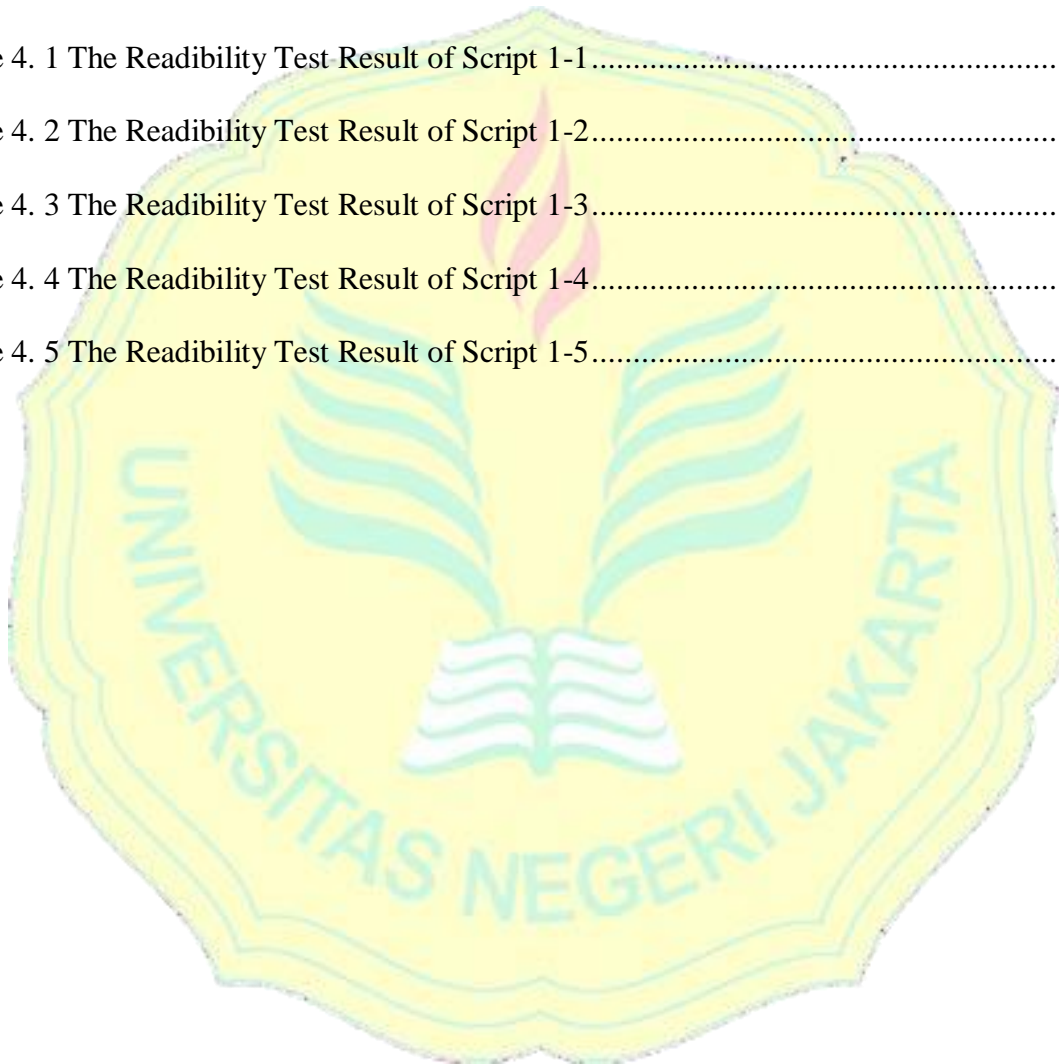 e 4. 1 The Readibility Test Result of Script 1-1........................................................
e 4. 2 The Readibility Test Result of Script 1-2........................................................
e 4. 3 The Readibility Test Result of Script 1-3........................................................
e 4. 4 The Readibility Test Result of Script 1-4........................................................
e 4. 5 The Readibility Test Result of Script 1-5........................................................
UNIVERSITAS NEGERI JAKARTA